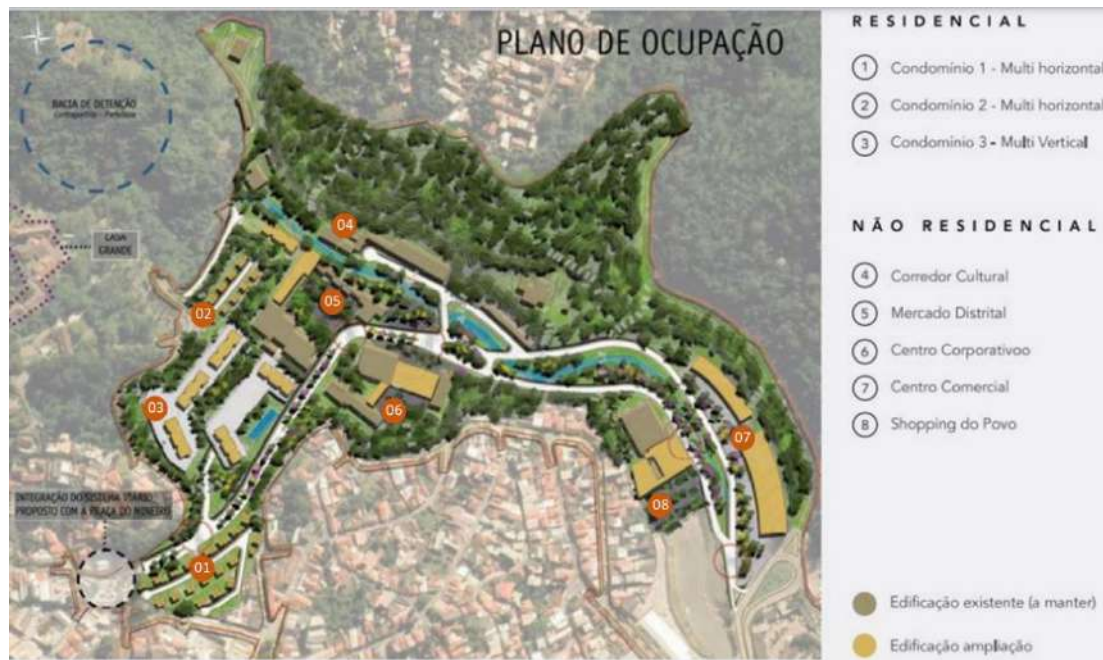 PLANO DE OCUPAÇÃO
BACIA DE DETENÇÃO
CASA
GRANDE
04
05
02
03
06
07
08
INTEGRAÇÃO DO SISTEMA VIÁRIO
PROPOSTO COM A PRAÇA DO MINEIRO
01
RESIDENCIAL
1 Condomínio 1 - Multi horizontal
2 Condomínio 2 - Multi horizontal
3 Condomínio 3 - Multi Vertical
NÃO RESIDENCIAL
4 Corredor Cultural
5 Mercado Distrital
6 Centro Corporativoo
7 Centro Comercial
8 Shopping do Povo
Edificação existente (a manter)
Edificação ampliação